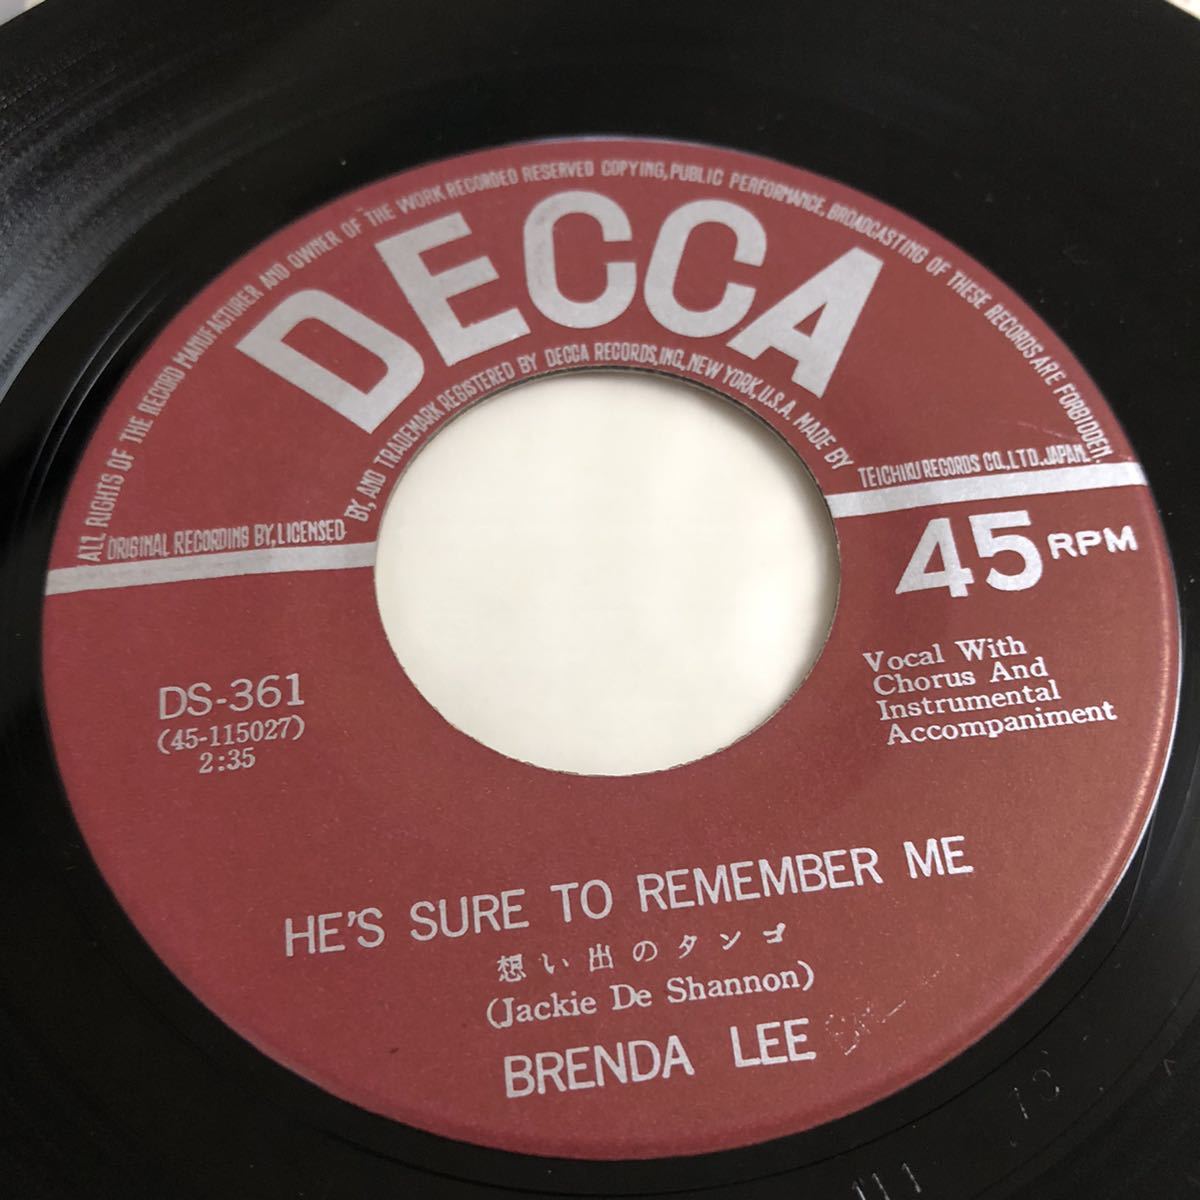 ALL RIGHTS OF THE RECORD MANUFACTURER AND OWNER OF THE WORK RECORDED RESERVED COPYING, PUBLIC PERFORMANCE, BROADCASTING OF THESE RECORDS ARE FORBIDDEN.
DECCA
ORIGINAL RECORDING BY, LICENSED BY, AND TRADEMARK REGISTERED BY DECCA RECORDS, INC., NEW YORK, U.S.A. MADE BY TEICHIKU RECORDS CO., LTD. JAPAN.
45 RPM
DS-361
(45-115027)
2:35
Vocal With
Chorus And
Instrumental
Accompaniment
HE'S SURE TO REMEMBER ME
想い出のタンゴ
(Jackie De Shannon)
BRENDA LEE